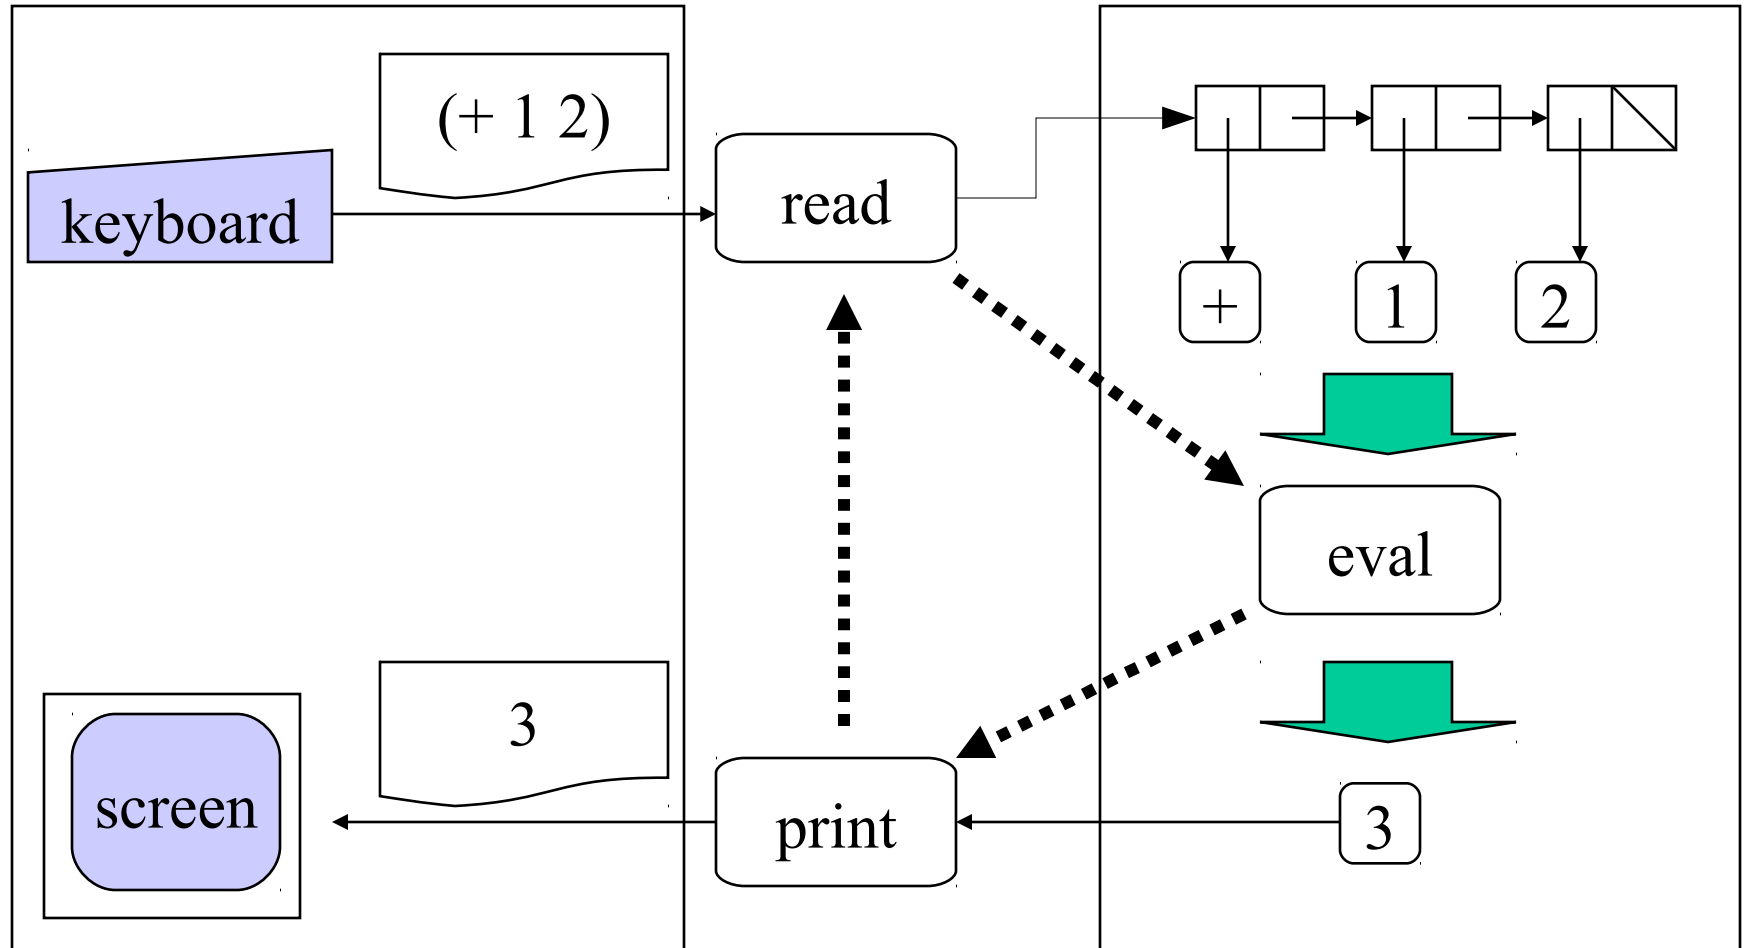 (+ 1 2)
keyboard
read
+
1
2
eval
3
screen
print
3